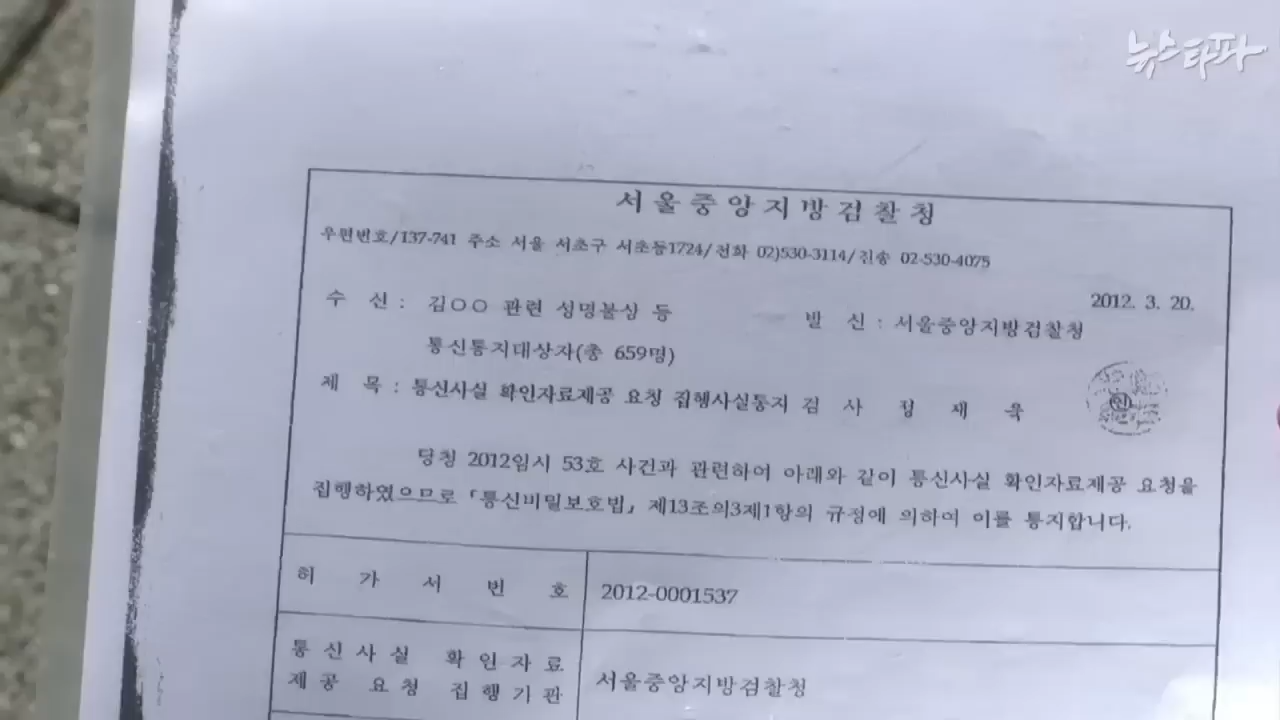 뉴스타파
서울중앙지방검찰청
우편번호/137-741 주소 서울 서초구 서초동1724/전화 02)530-3114/전송 02-530-4075
2012. 3. 20.
수 신 : 김○○ 관련 성명불상 등 발 신 : 서울중앙지방검찰청
통신통지대상자(총 659명)
제 목 : 통신사실 확인자료제공 요청 집행사실통지 검 사 정 재 욱
당청 2012임시 53호 사건과 관련하여 아래와 같이 통신사실 확인자료제공 요청을
집행하였으므로 「통신비밀보호법」 제13조의3제1항의 규정에 의하여 이를 통지합니다.
허 가 서 번 호 2012-0001537
통신사실 확인자료
제공 요청 집행기관 서울중앙지방검찰청